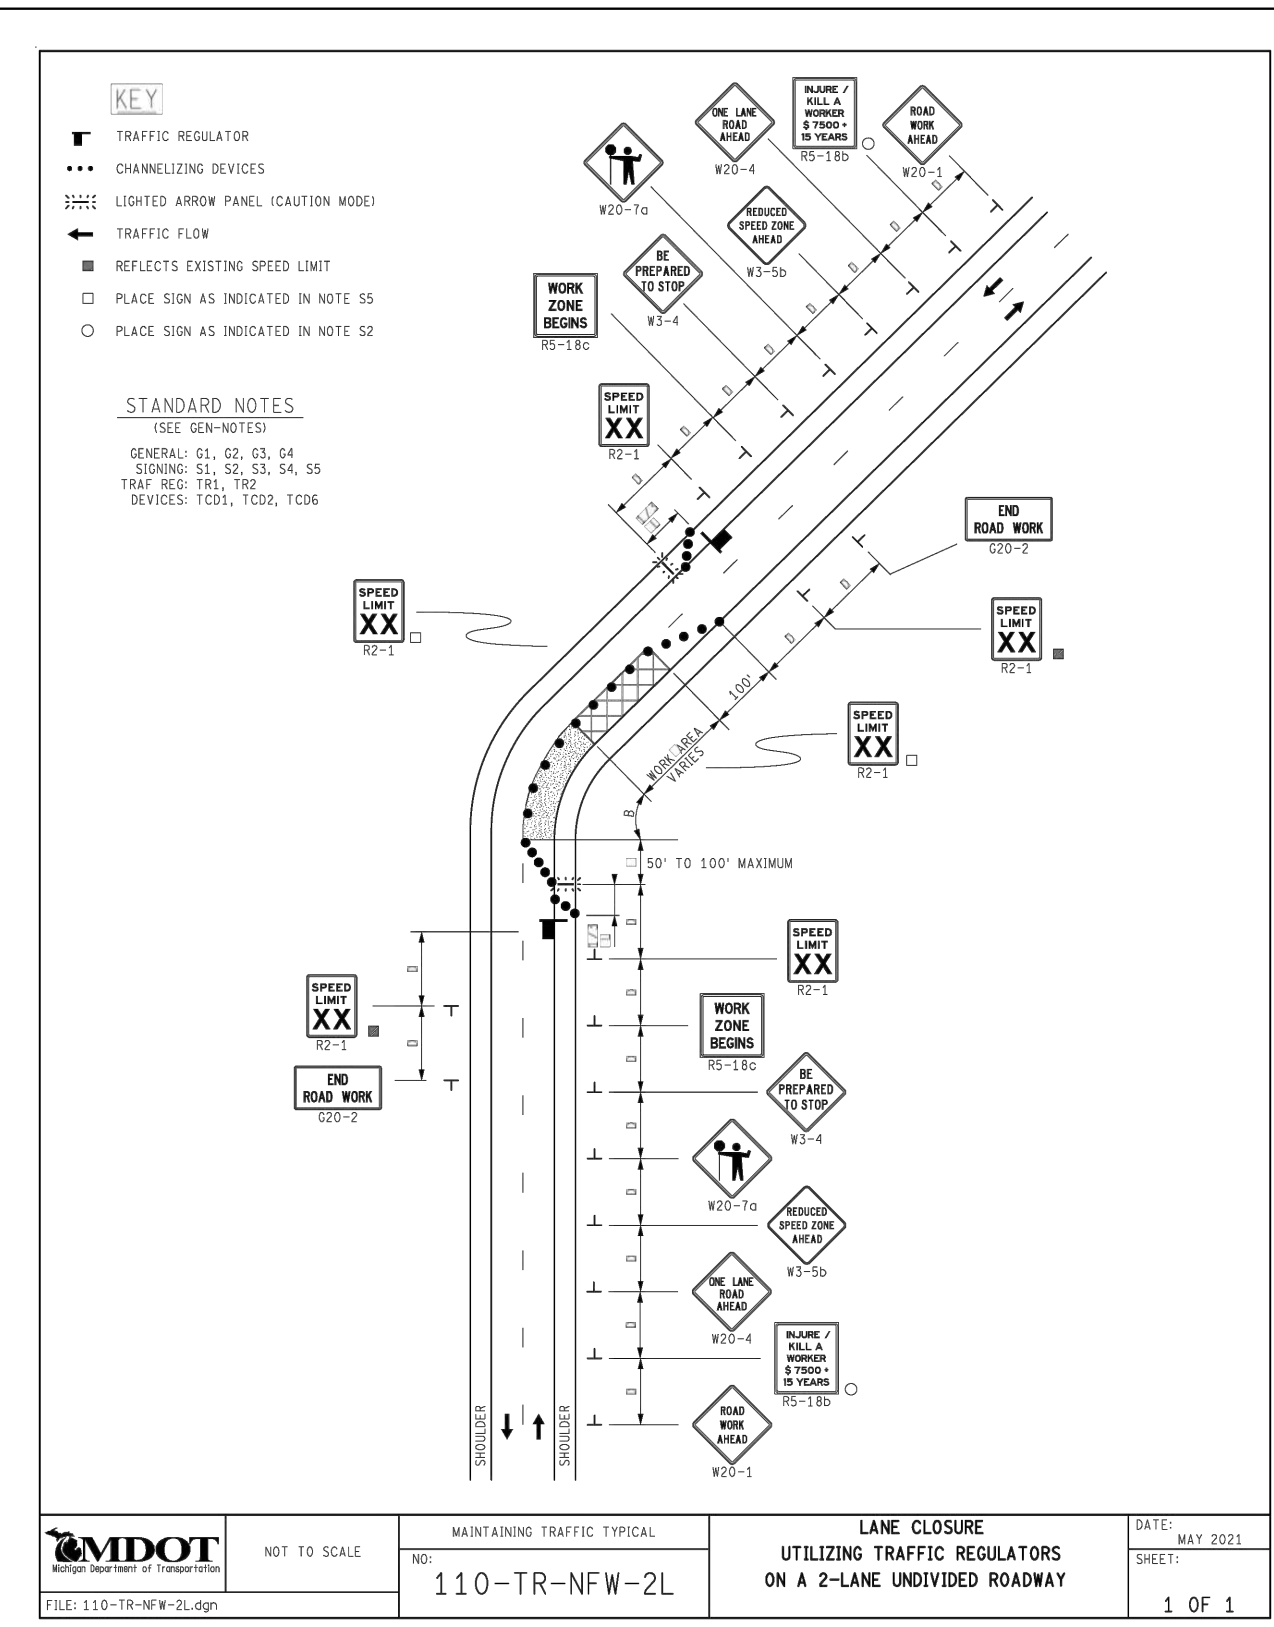 KEY
TRAFFIC REGULATOR
CHANNELIZING DEVICES
LIGHTED ARROW PANEL (CAUTION MODE)
TRAFFIC FLOW
REFLECTS EXISTING SPEED LIMIT
PLACE SIGN AS INDICATED IN NOTE S5
PLACE SIGN AS INDICATED IN NOTE S2
STANDARD NOTES
(SEE GEN-NOTES)
GENERAL: G1, G2, G3, G4
SIGNING: S1, S2, S3, S4, S5
TRAF REG: TR1, TR2
DEVICES: TCD1, TCD2, TCD6
INJURE /
KILL A
WORKER
$ 7500 +
15 YEARS
R5-18b
ROAD
WORK
AHEAD
W20-1
ONE LANE
ROAD
AHEAD
W20-4
W20-7a
REDUCED
SPEED ZONE
AHEAD
W3-5b
BE
PREPARED
TO STOP
W3-4
WORK
ZONE
BEGINS
R5-18c
SPEED
LIMIT
XX
R2-1
D
D
D
D
D
D
D
D
END
ROAD WORK
G20-2
SPEED
LIMIT
XX
R2-1
SPEED
LIMIT
XX
R2-1
D
D
100'
SPEED
LIMIT
XX
R2-1
WORK AREA
VARIES
B
50' TO 100' MAXIMUM
D
SPEED
LIMIT
XX
R2-1
D
SPEED
LIMIT
XX
R2-1
D
END
ROAD WORK
G20-2
D
WORK
ZONE
BEGINS
R5-18c
D
BE
PREPARED
TO STOP
W3-4
D
W20-7a
D
REDUCED
SPEED ZONE
AHEAD
W3-5b
D
ONE LANE
ROAD
AHEAD
W20-4
D
INJURE /
KILL A
WORKER
$ 7500 +
15 YEARS
R5-18b
D
ROAD
WORK
AHEAD
W20-1
SHOULDER
SHOULDER
MDOT
Michigan Department of Transportation
FILE: 110-TR-NFW-2L.dgn
NOT TO SCALE
MAINTAINING TRAFFIC TYPICAL
NO:
110-TR-NFW-2L
LANE CLOSURE
UTILIZING TRAFFIC REGULATORS
ON A 2-LANE UNDIVIDED ROADWAY
DATE:
MAY 2021
SHEET:
1 OF 1